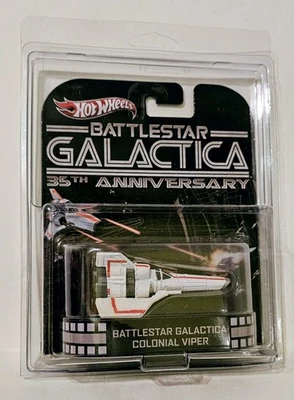 Hot Wheels
BATTLESTAR
GALACTICA
35TH ANNIVERSARY
BATTLESTAR GALACTICA
COLONIAL VIPER